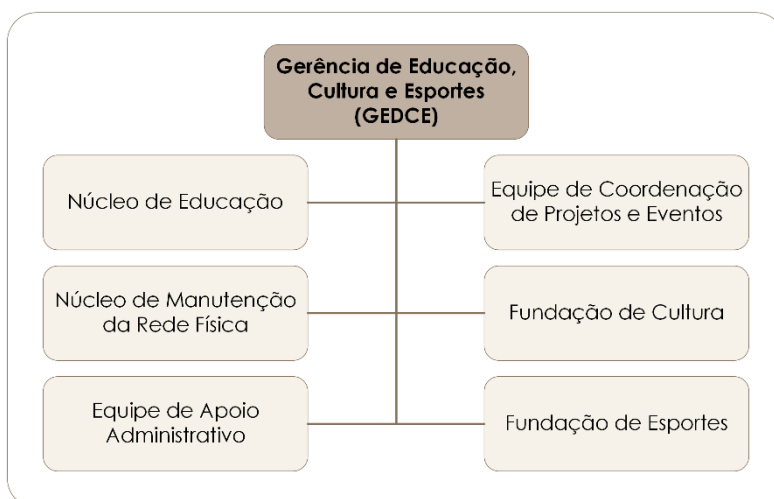 Gerência de Educação,
Cultura e Esportes
(GEDCE)
Núcleo de Educação
Equipe de Coordenação
de Projetos e Eventos
Núcleo de Manutenção
da Rede Física
Fundação de Cultura
Equipe de Apoio
Administrativo
Fundação de Esportes